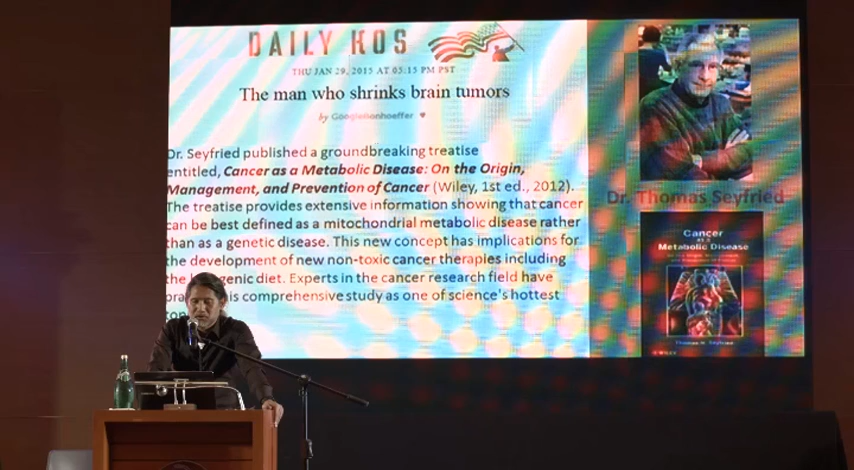 DAILY KOS
THU JAN 29, 2015 AT 05:15 PM PST
The man who shrinks brain tumors
by
Dr. Seyfried published a groundbreaking treatise
entitled, Cancer as a Metabolic Disease: On the Origin,
Management, and Prevention of Cancer (Wiley, 1st ed., 2012).
The treatise provides extensive information showing that cancer
can be best defined as a mitochondrial metabolic disease rather
than as a genetic disease. This new concept has implications for
the development of new non-toxic cancer therapies including
the genic diet. Experts in the cancer research field have
is comprehensive study as one of science's hottest
Dr. Thomas Seyfried
Cancer
as a
Metabolic Disease
Thomas N. Seyfried
WILEY